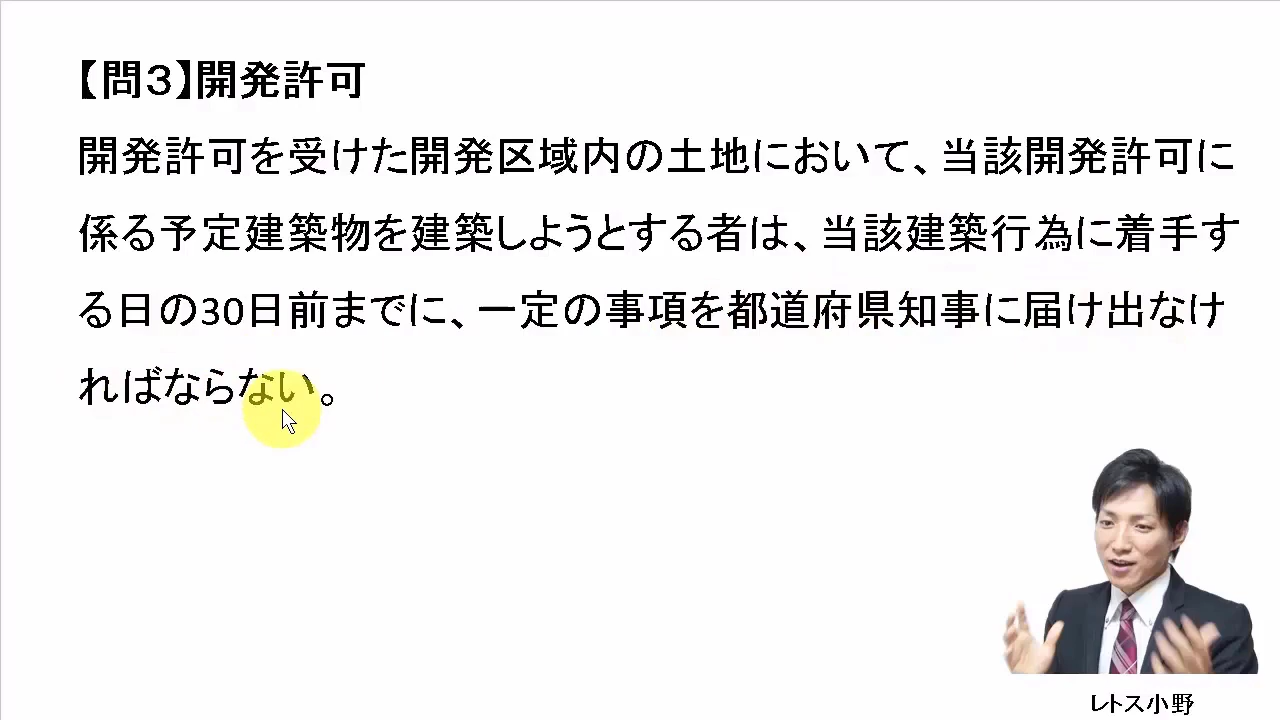 【問３】開発許可
開発許可を受けた開発区域内の土地において、当該開発許可に
係る予定建築物を建築しようとする者は、当該建築行為に着手す
る日の30日前までに、一定の事項を都道府県知事に届け出なけ
ればならない。
レトス小野